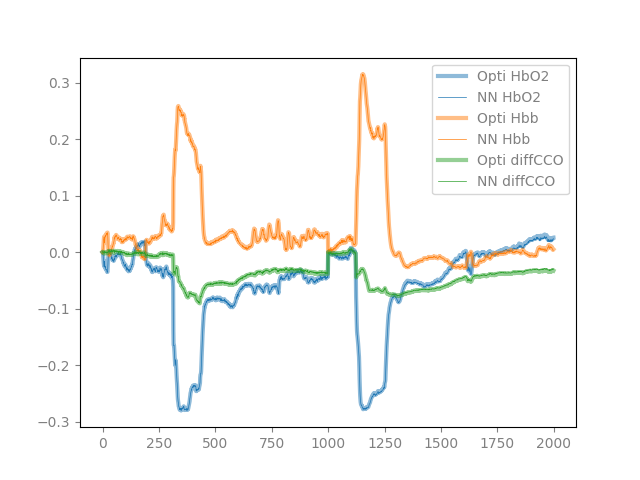 Opti HbO2
NN HbO2
Opti Hbb
NN Hbb
Opti diffCCO
NN diffCCO
0.3
0.2
0.1
0.0
−0.1
−0.2
−0.3
0 250 500 750 1000 1250 1500 1750 2000